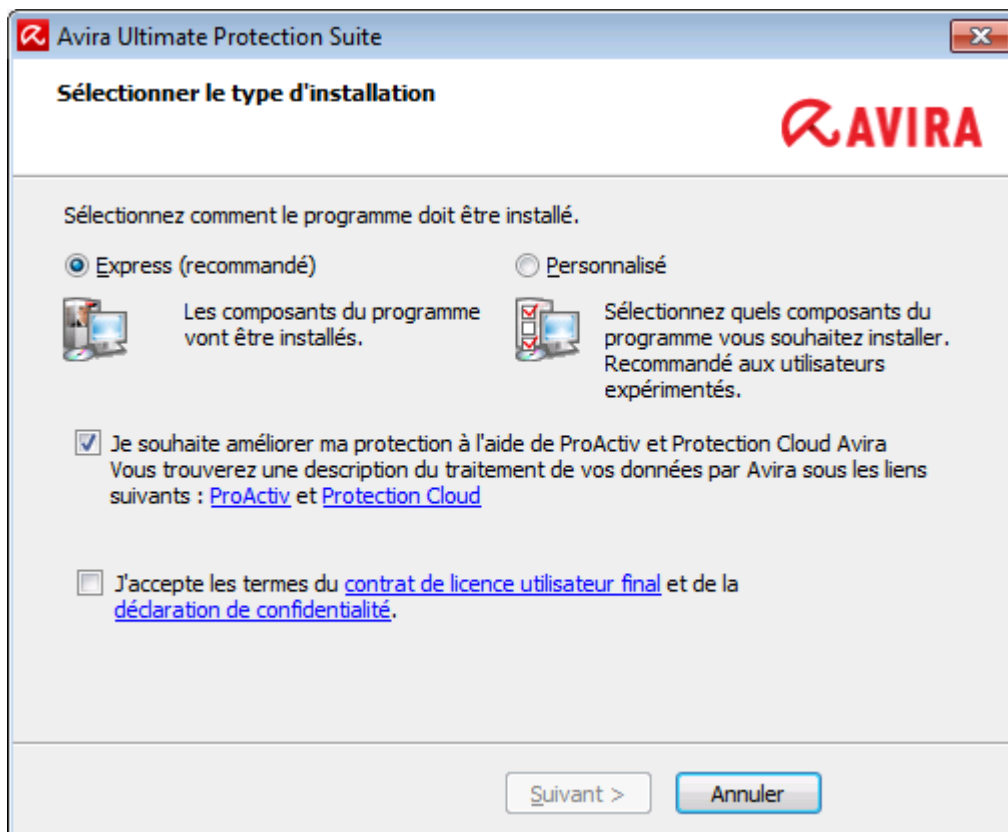 Avira Ultimate Protection Suite
Sélectionner le type d'installation
AVIRA
Sélectionnez comment le programme doit être installé.
Express (recommandé)
Les composants du programme
vont être installés.
Personnalisé
Sélectionnez quels composants du
programme vous souhaitez installer.
Recommandé aux utilisateurs
expérimentés.
Je souhaite améliorer ma protection à l'aide de ProActiv et Protection Cloud Avira
Vous trouverez une description du traitement de vos données par Avira sous les liens
suivants : ProActiv et Protection Cloud
J'accepte les termes du contrat de licence utilisateur final et de la
déclaration de confidentialité.
Suivant >
Annuler